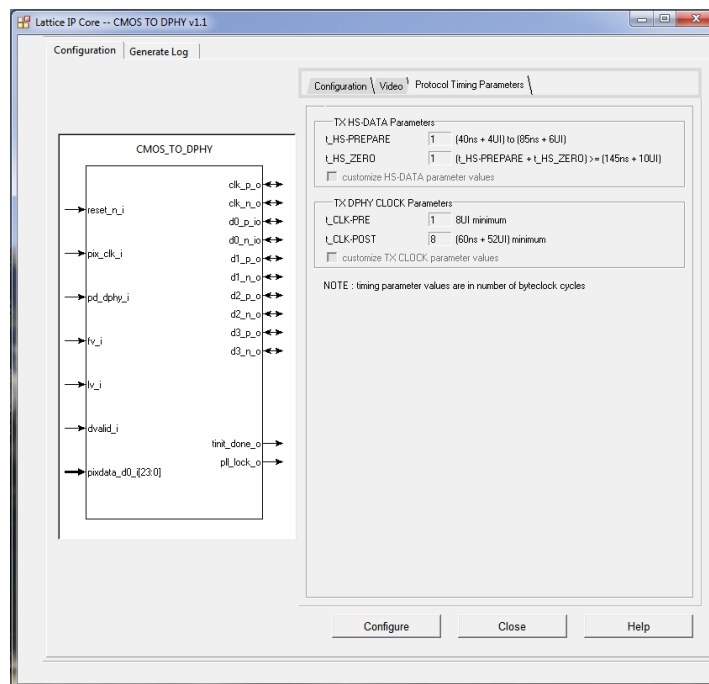 Lattice IP Core -- CMOS TO DPHY v1.1
Configuration Generate Log
Configuration Video Protocol Timing Parameters
CMOS_TO_DPHY
reset_n_i
pix_clk_i
pd_dphy_i
fv_i
lv_i
dvalid_i
pixdata_d0_i[23:0]
clk_p_o
clk_n_o
d0_p_io
d0_n_io
d1_p_o
d1_n_o
d2_p_o
d2_n_o
d3_p_o
d3_n_o
tinit_done_o
pll_lock_o
TX HS-DATA Parameters
t_HS-PREPARE 1 (40ns + 4UI) to (85ns + 6UI)
t_HS_ZERO 1 (t_HS-PREPARE + t_HS_ZERO) >= (145ns + 10UI)
customize HS-DATA parameter values
TX DPHY CLOCK Parameters
t_CLK-PRE 1 8UI minimum
t_CLK-POST 8 (60ns + 52UI) minimum
customize TX CLOCK parameter values
NOTE : timing parameter values are in number of byteclock cycles
Configure Close Help